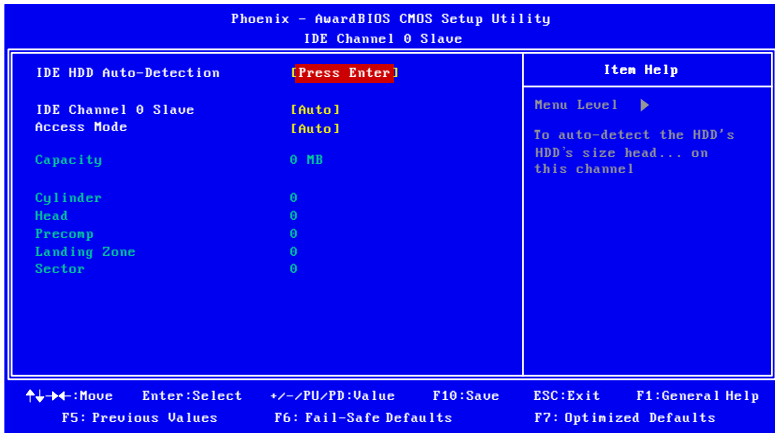 Phoenix - AwardBIOS CMOS Setup Utility
IDE Channel 0 Slave
IDE HDD Auto-Detection [Press Enter]
IDE Channel 0 Slave [Auto]
Access Mode [Auto]
Capacity 0 MB
Cylinder 0
Head 0
Precomp 0
Landing Zone 0
Sector 0
Item Help
Menu Level ▶
To auto-detect the HDD's
HDD's size head... on
this channel
↑↓→←:Move Enter:Select +/-/PU/PD:Value F10:Save ESC:Exit F1:General Help
F5: Previous Values F6: Fail-Safe Defaults F7: Optimized Defaults